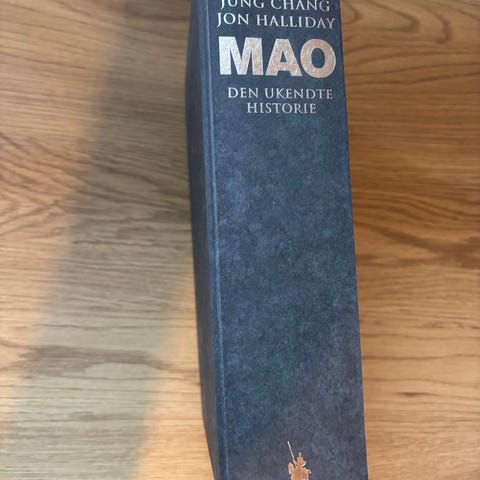 JUNG CHANG
JON HALLIDAY
MAO
DEN UKENDTE
HISTORIE